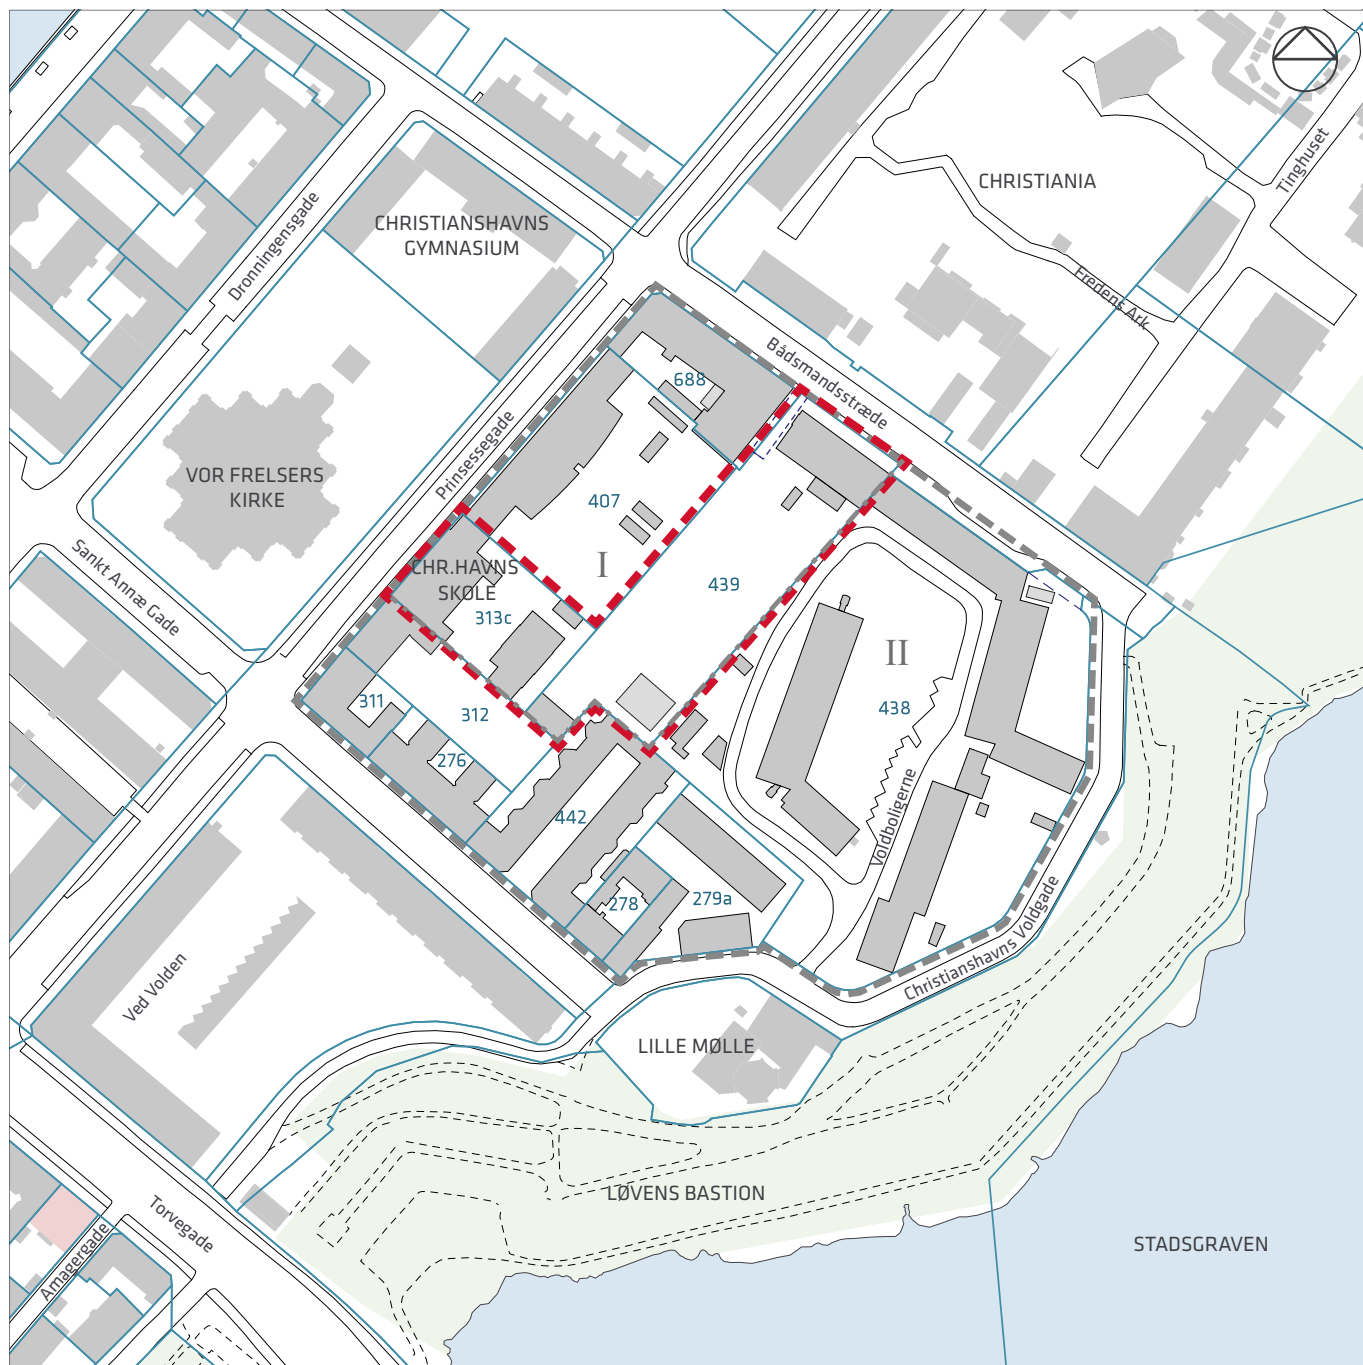 Tinghuset
CHRISTIANIA
CHRISTIANSHAVNS
GYMNASIUM
Dronningensgade
Fredens Ark
Bådsmandsstræde
688
Prinsessegade
VOR FRELSERS
KIRKE
407
I
CHR.HAVNS
SKOLE
439
313c
Sankt Annæ Gade
II
311
312
438
276
442
Voldboligerne
278
279a
Ved Volden
Christianshavns Voldgade
LILLE MØLLE
LØVENS BASTION
Torvegade
Amagergade
STADSGRAVEN